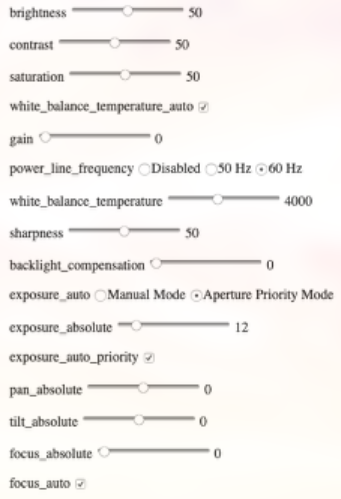 brightness 50
contrast 50
saturation 50
white_balance_temperature_auto
gain 0
power_line_frequency Disabled 50 Hz 60 Hz
white_balance_temperature 4000
sharpness 50
backlight_compensation 0
exposure_auto Manual Mode Aperture Priority Mode
exposure_absolute 12
exposure_auto_priority
pan_absolute 0
tilt_absolute 0
focus_absolute 0
focus_auto